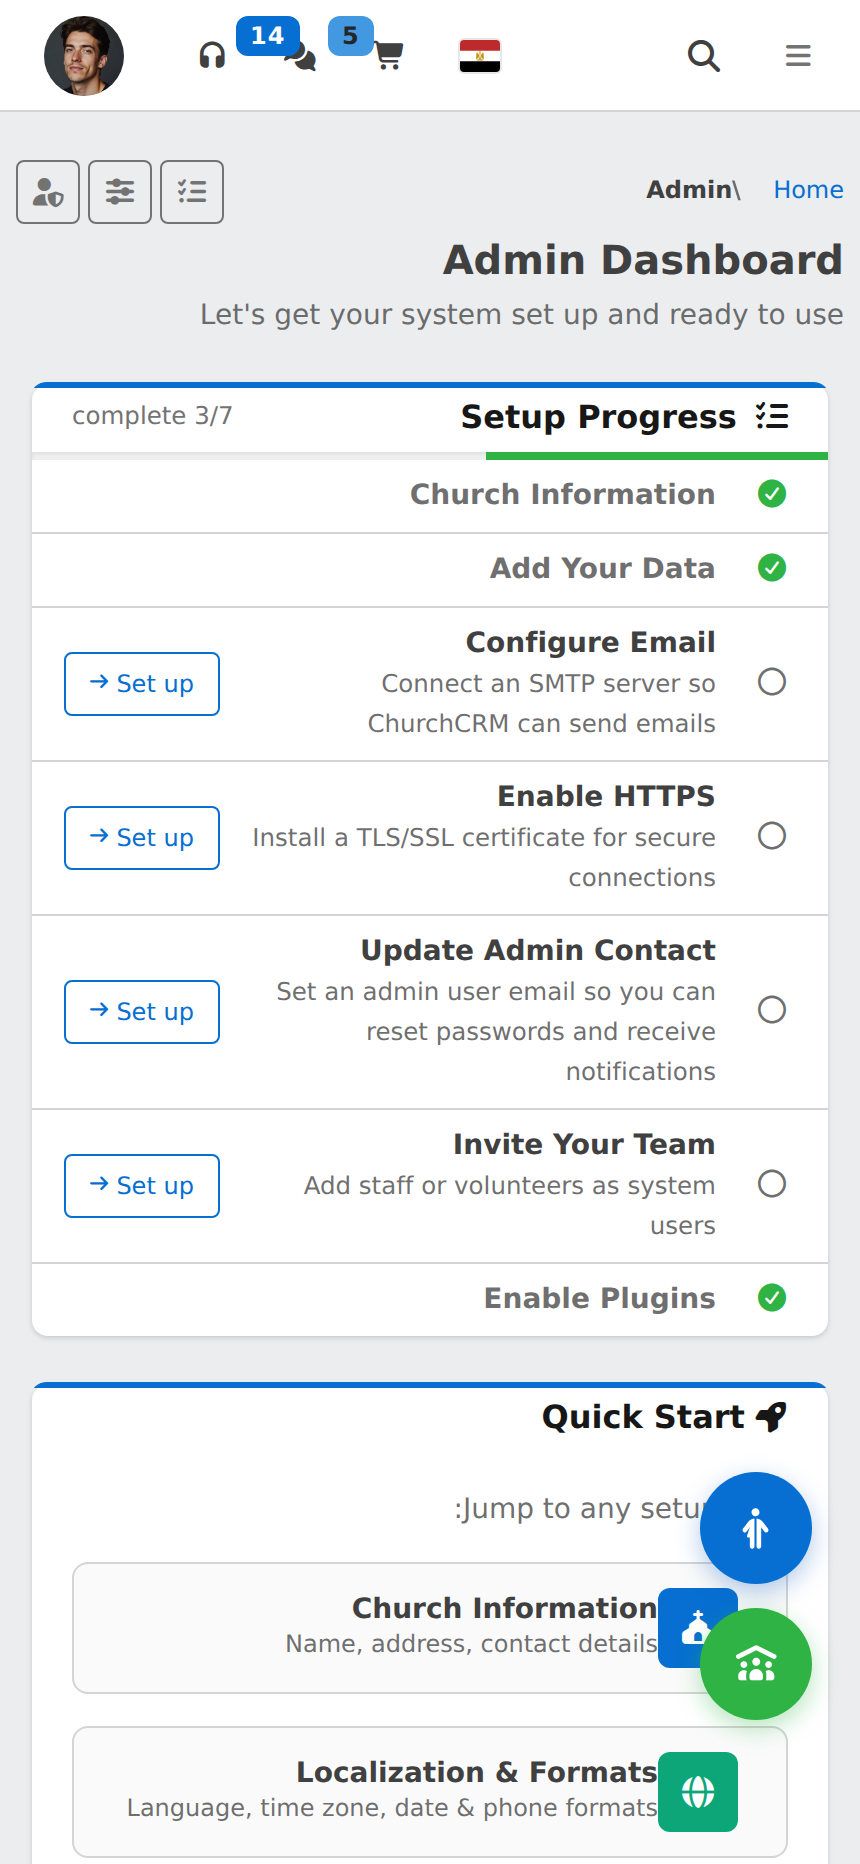 14
5
Admin\ Home
Admin Dashboard
Let's get your system set up and ready to use
Setup Progress
complete 3/7
Church Information
Add Your Data
Configure Email
Connect an SMTP server so
ChurchCRM can send emails
→ Set up
Enable HTTPS
Install a TLS/SSL certificate for secure
connections
→ Set up
Update Admin Contact
Set an admin user email so you can
reset passwords and receive
notifications
→ Set up
Invite Your Team
Add staff or volunteers as system
users
→ Set up
Enable Plugins
Quick Start
:Jump to any setup
Church Information
Name, address, contact details
Localization & Formats
Language, time zone, date & phone formats